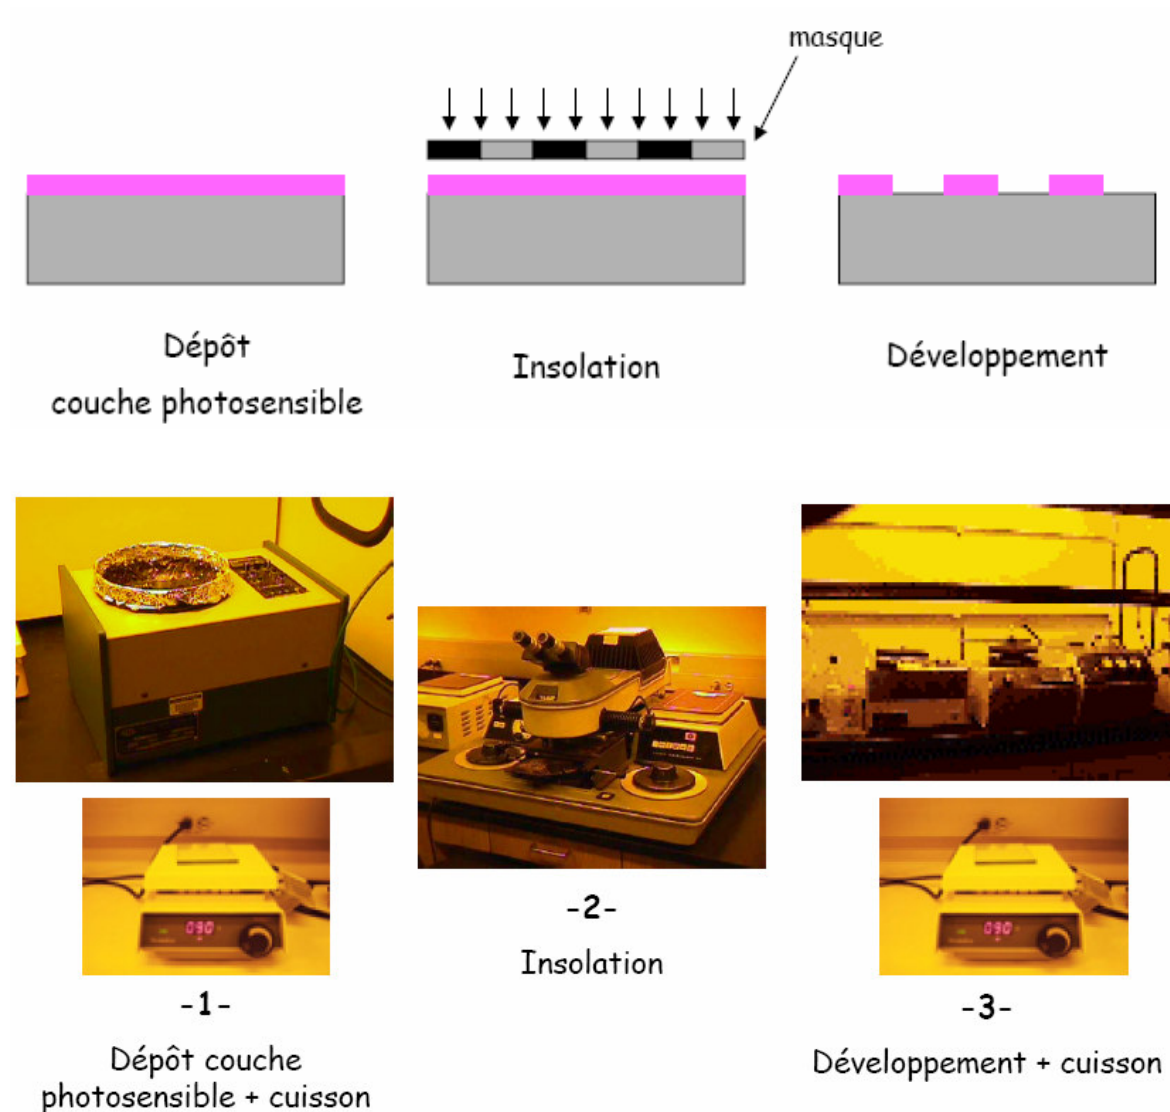 masque
Dépôt
couche photosensible
Insolation
Développement
090
090
-1-
Dépôt couche
photosensible + cuisson
-2-
Insolation
-3-
Développement + cuisson